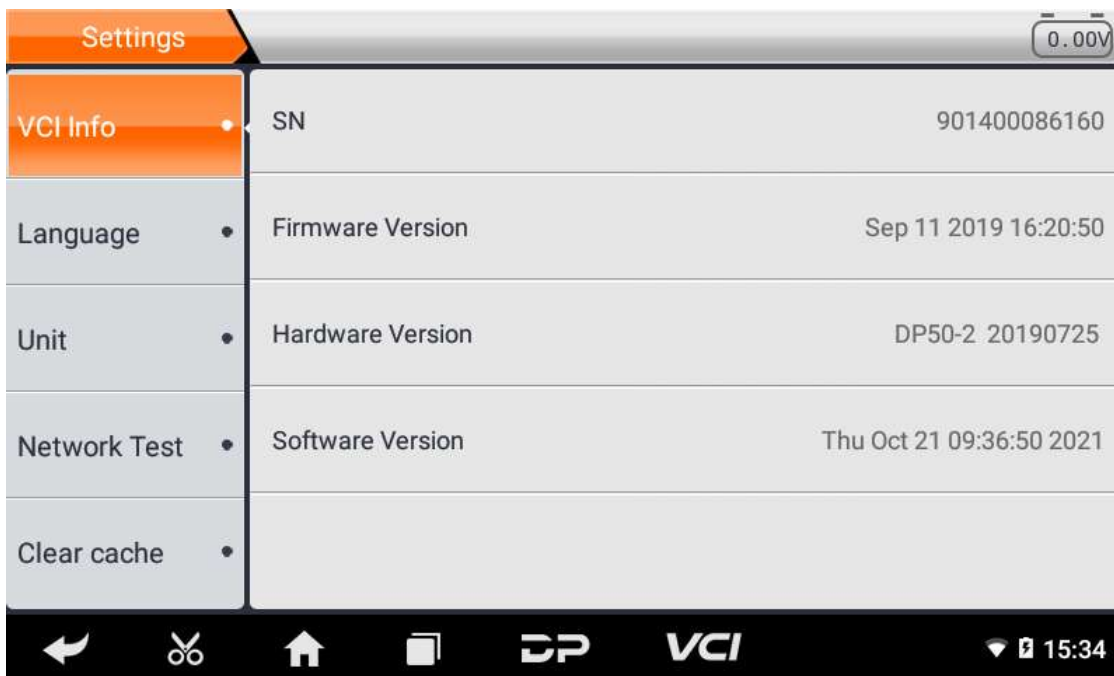 Settings
0.00V
VCI Info
SN 901400086160
Language
Firmware Version Sep 11 2019 16:20:50
Unit
Hardware Version DP50-2 20190725
Network Test
Software Version Thu Oct 21 09:36:50 2021
Clear cache
DP VCI 15:34